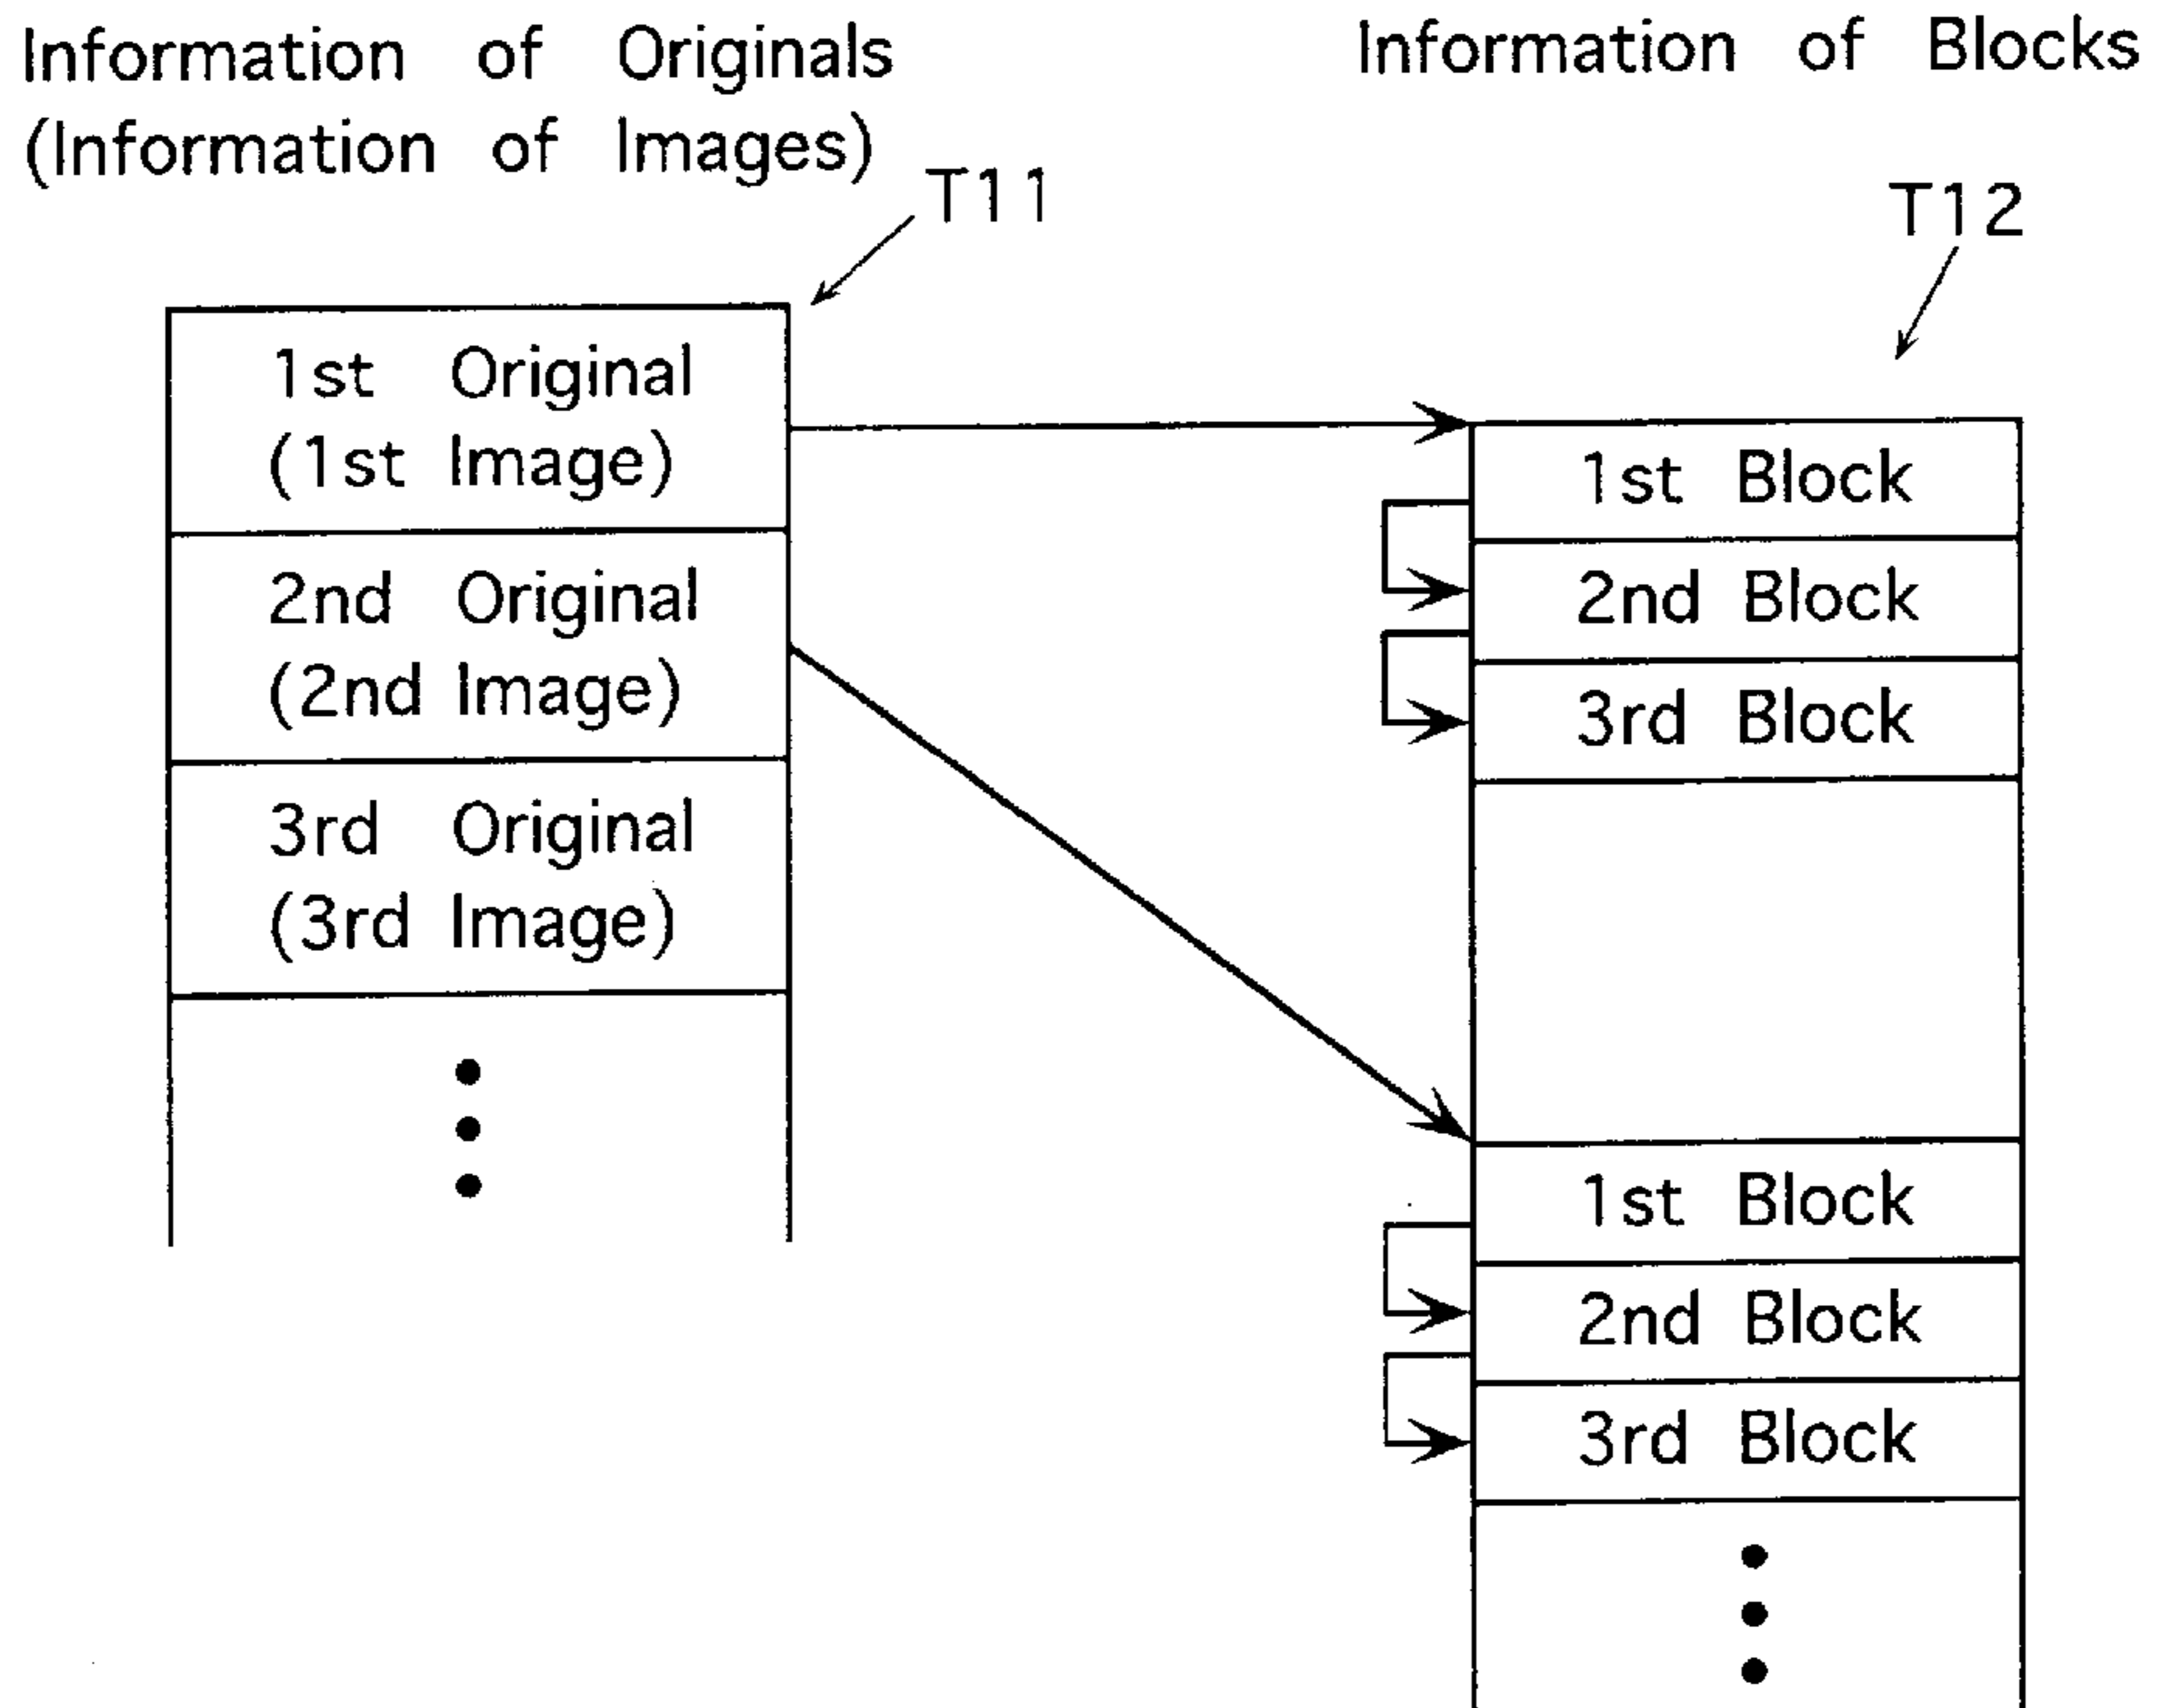 Information of Originals
(Information of Images)
T11
1st Original
(1st Image)
2nd Original
(2nd Image)
3rd Original
(3rd Image)
Information of Blocks
T12
1st Block
2nd Block
3rd Block
1st Block
2nd Block
3rd Block